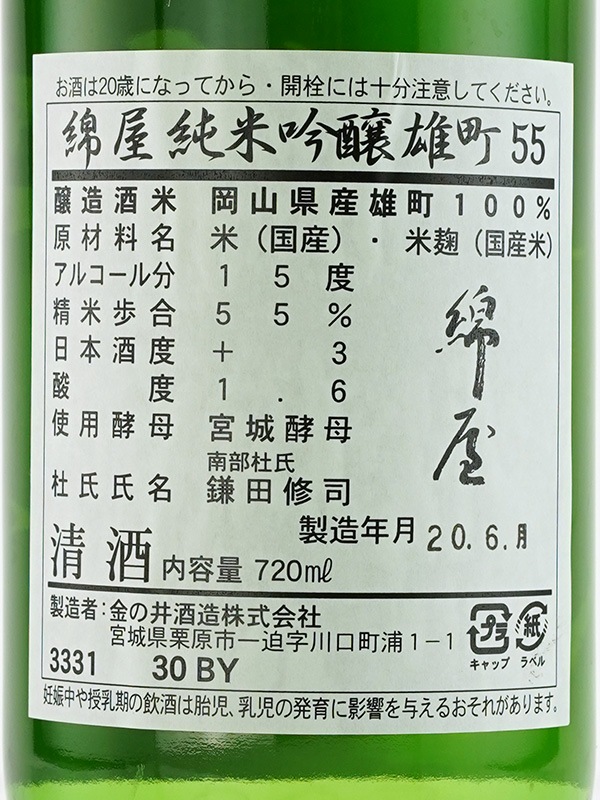 お酒は20歳になってから・開栓には十分注意してください。
綿屋 純米吟醸 雄町 55
醸造酒米 岡山県産雄町100%
原材料名 米(国産)・米麹(国産米)
アルコール分 15度
精米歩合 55%
日本酒度 +3
酸度 1.6
使用酵母 宮城酵母
南部杜氏
杜氏氏名 鎌田修司
綿屋
製造年月 20.6.月
清酒 内容量 720ml
製造者:金の井酒造株式会社
宮城県栗原市一迫字川口町浦1-1
3331 30BY
プラ 紙
キャップ ラベル
妊娠中や授乳期の飲酒は胎児、乳児の発育に影響を与えるおそれがあります。